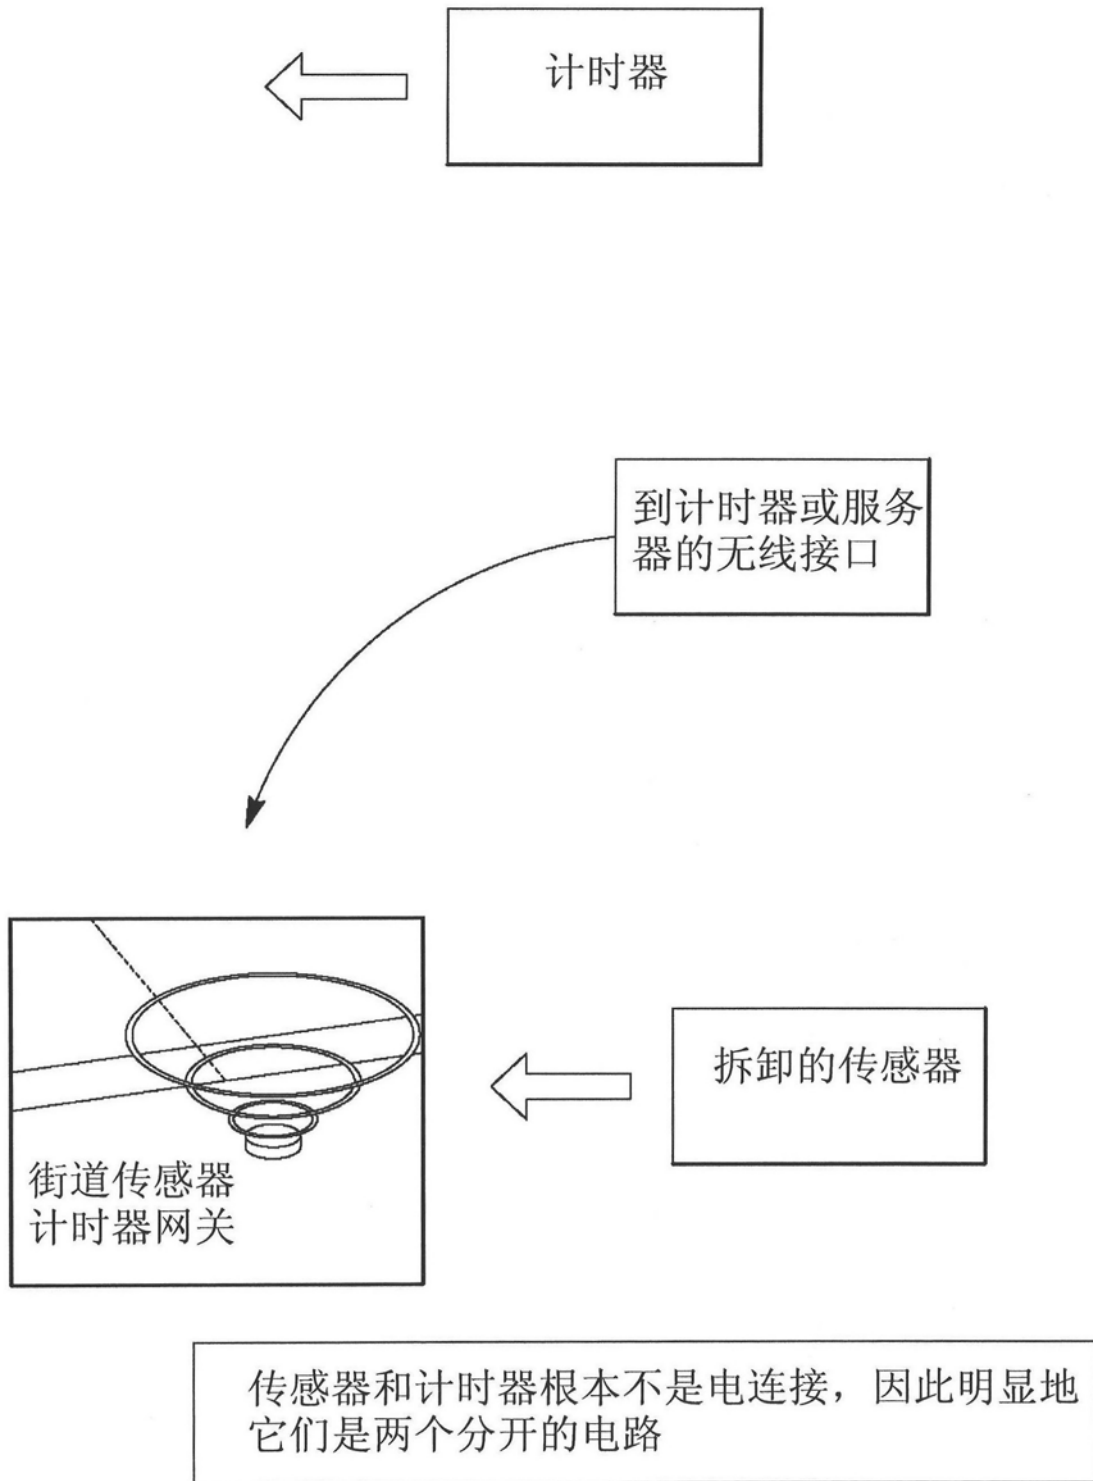 计时器
到计时器或服务
器的无线接口
拆卸的传感器
街道传感器
计时器网关
传感器和计时器根本不是电连接，因此明显地
它们是两个分开的电路